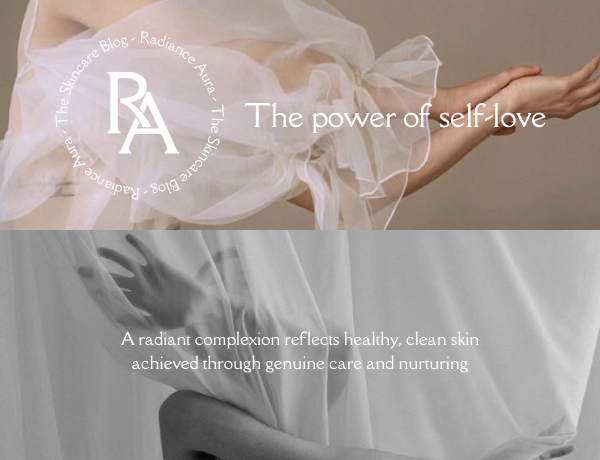 Radiance Aura - The Skincare Blog - Radiance Aura - The Skincare Blog -
RA
The power of self-love
A radiant complexion reflects healthy, clean skin
achieved through genuine care and nurturing